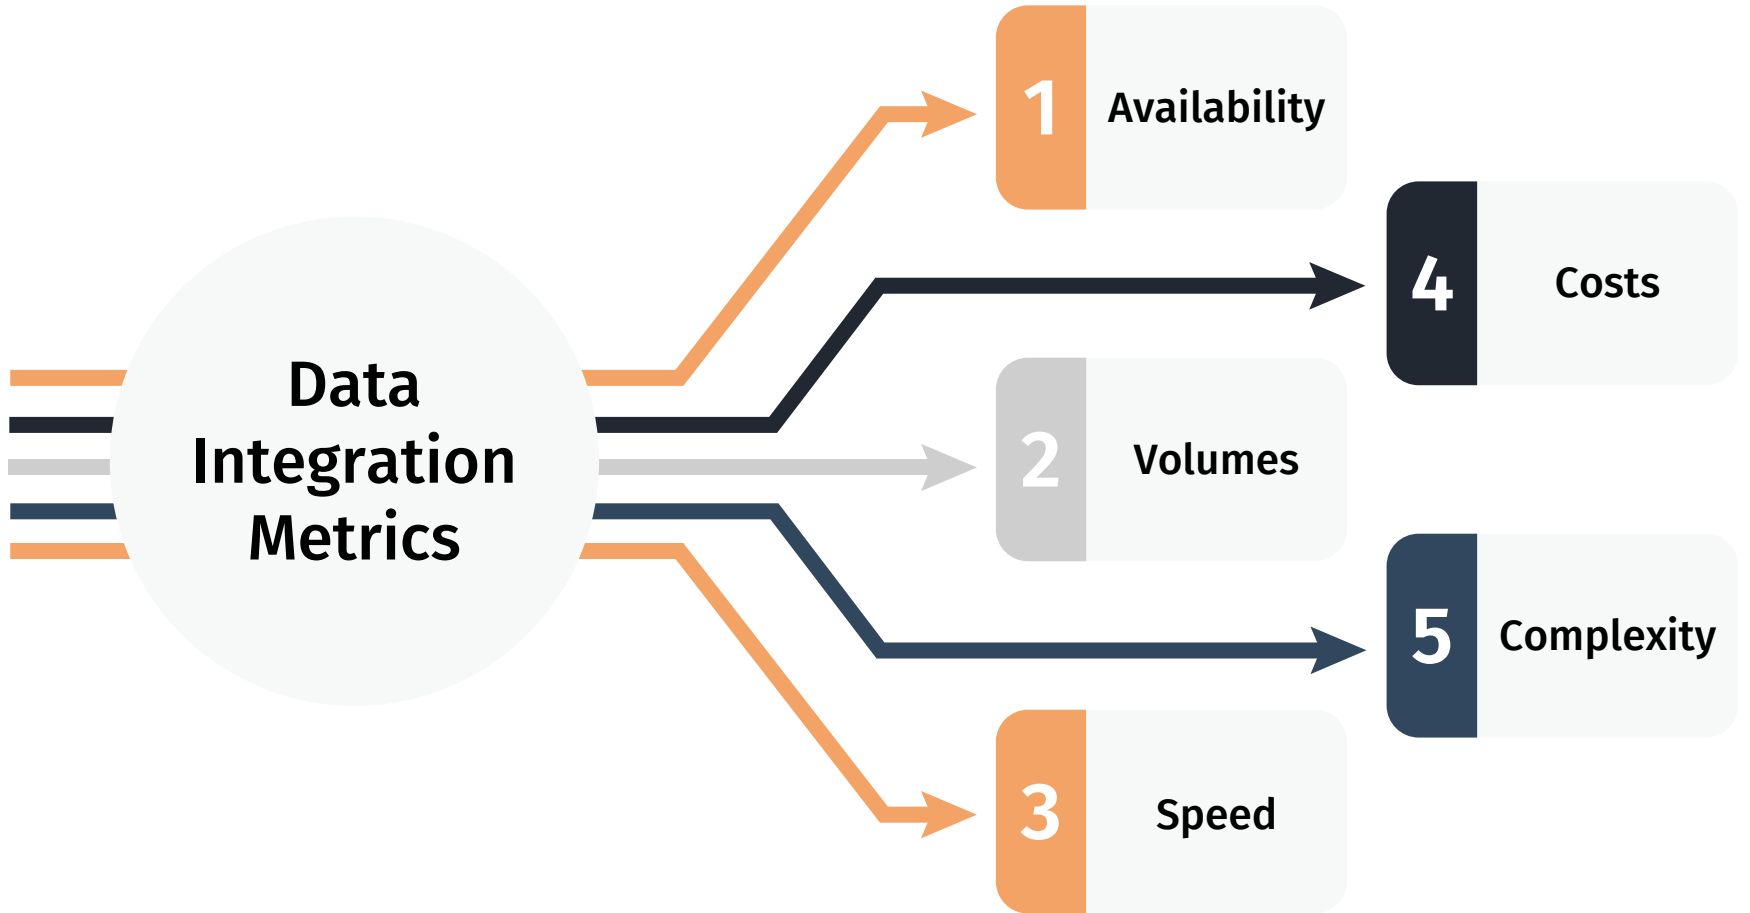 Data
Integration
Metrics
1
Availability
4
Costs
2
Volumes
5
Complexity
3
Speed